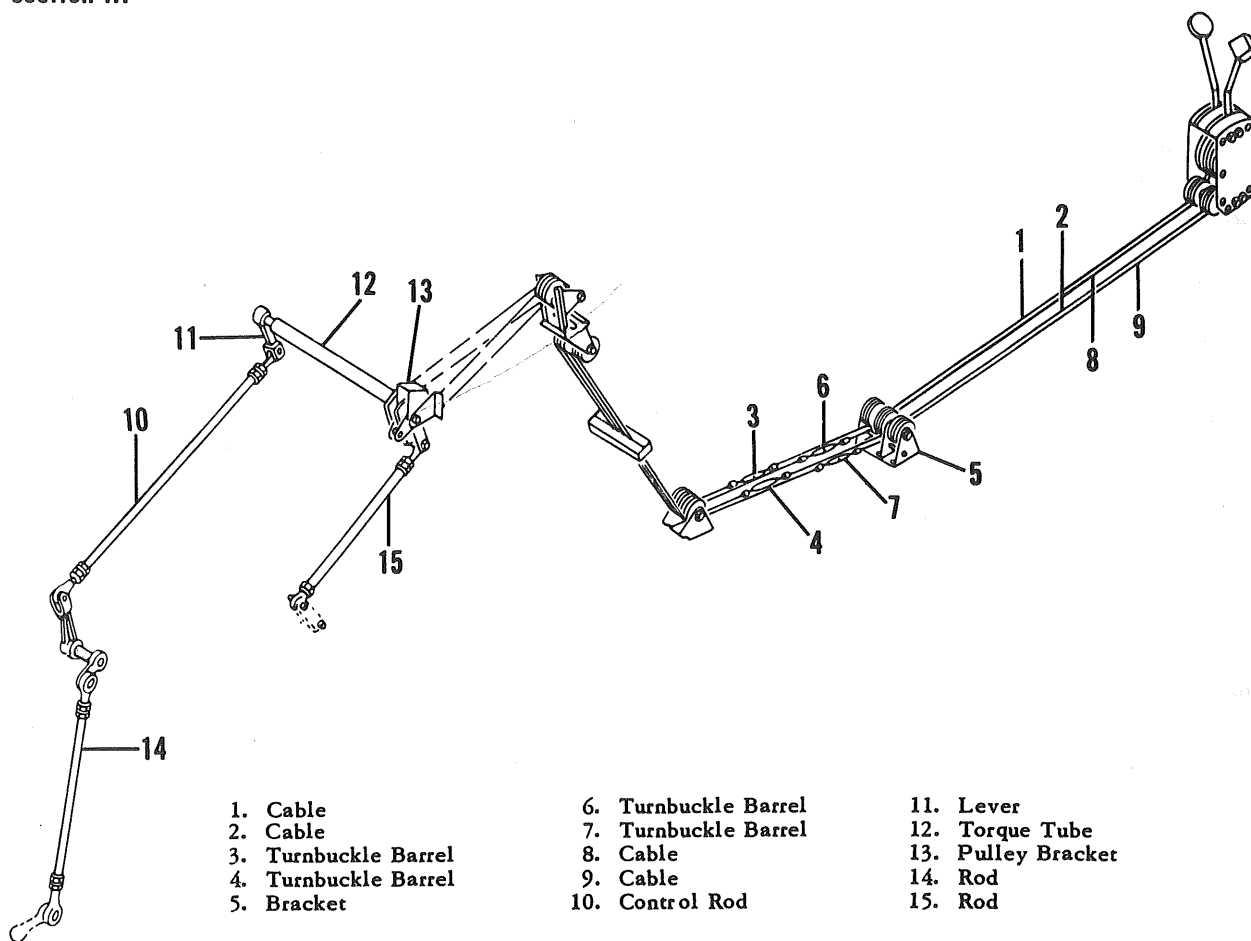 1
2
12
13
11
9
8
6
10
3
5
7
15
4
14
1. Cable
2. Cable
3. Turnbuckle Barrel
4. Turnbuckle Barrel
5. Bracket
6. Turnbuckle Barrel
7. Turnbuckle Barrel
8. Cable
9. Cable
10. Control Rod
11. Lever
12. Torque Tube
13. Pulley Bracket
14. Rod
15. Rod